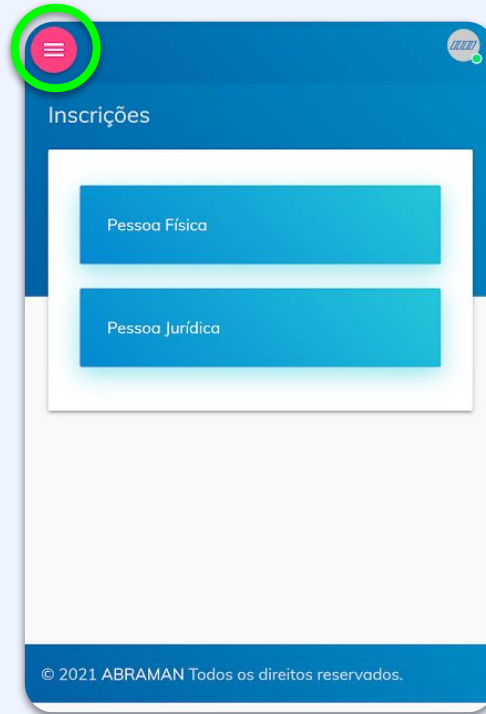 Inscrições
Pessoa Física
Pessoa Jurídica
© 2021 ABRAMAN Todos os direitos reservados.